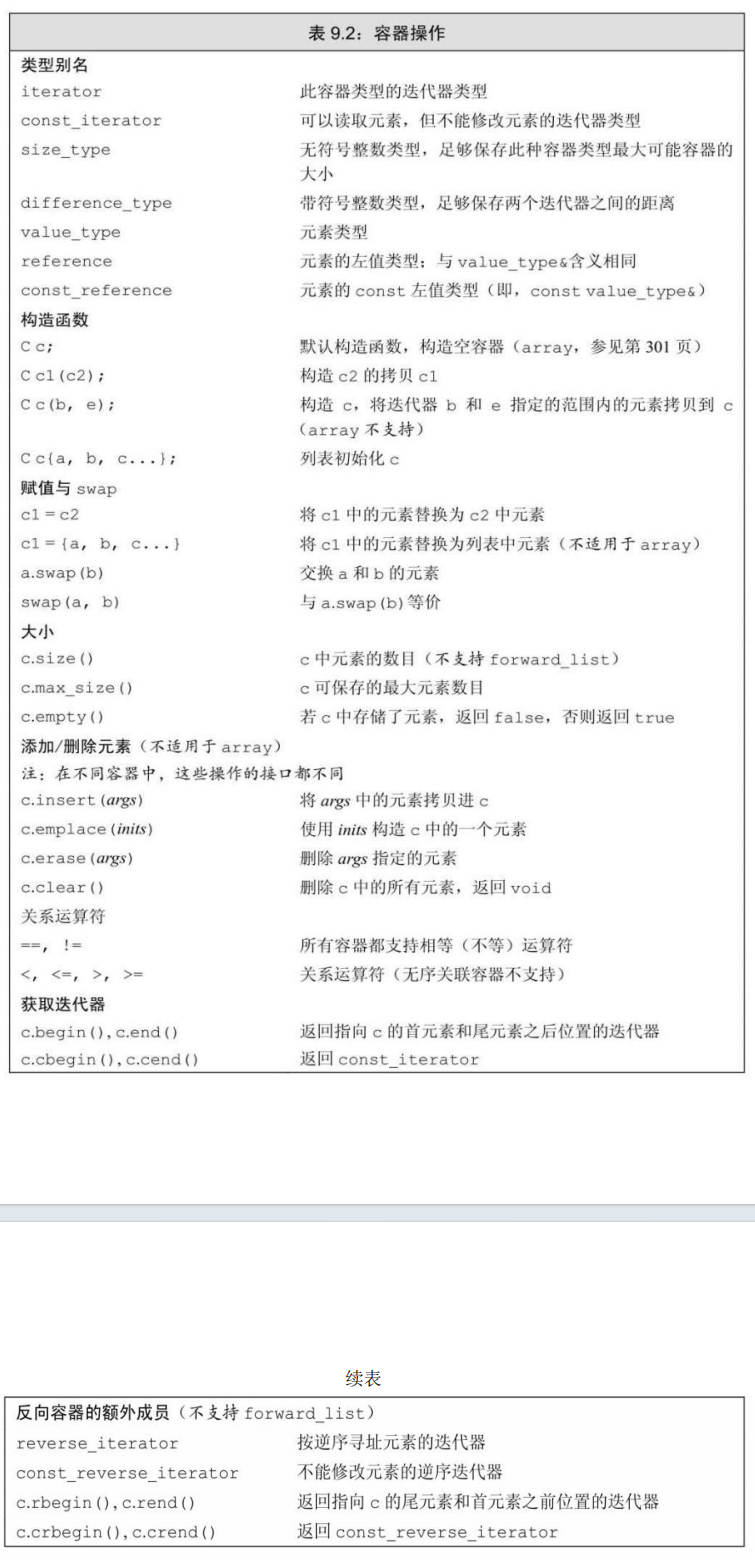 表 9.2：容器操作
类型别名
iterator 此容器类型的迭代器类型
const_iterator 可以读取元素，但不能修改元素的迭代器类型
size_type 无符号整数类型，足够保存此种容器类型最大可能容器的
大小
difference_type 带符号整数类型，足够保存两个迭代器之间的距离
value_type 元素类型
reference 元素的左值类型；与 value_type&含义相同
const_reference 元素的 const 左值类型（即，const value_type&）
构造函数
C c; 默认构造函数，构造空容器（array，参见第 301 页）
C c1(c2); 构造 c2 的拷贝 c1
C c(b, e); 构造 c，将迭代器 b 和 e 指定的范围内的元素拷贝到 c
（array 不支持）
C c{a, b, c...}; 列表初始化 c
赋值与 swap
c1 = c2 将 c1 中的元素替换为 c2 中元素
c1 = {a, b, c...} 将 c1 中的元素替换为列表中元素（不适用于 array）
a.swap(b) 交换 a 和 b 的元素
swap(a, b) 与 a.swap(b)等价
大小
c.size() c 中元素的数目（不支持 forward_list）
c.max_size() c 可保存的最大元素数目
c.empty() 若 c 中存储了元素，返回 false，否则返回 true
添加/删除元素（不适用于 array）
注：在不同容器中，这些操作的接口都不同
c.insert(args) 将 args 中的元素拷贝进 c
c.emplace(inits) 使用 inits 构造 c 中的一个元素
c.erase(args) 删除 args 指定的元素
c.clear() 删除 c 中的所有元素，返回 void
关系运算符
==, != 所有容器都支持相等（不等）运算符
<, <=, >, >= 关系运算符（无序关联容器不支持）
获取迭代器
c.begin(),c.end() 返回指向 c 的首元素和尾元素之后位置的迭代器
c.cbegin(),c.cend() 返回 const_iterator
续表
反向容器的额外成员（不支持 forward_list）
reverse_iterator 按逆序寻址元素的迭代器
const_reverse_iterator 不能修改元素的逆序迭代器
c.rbegin(),c.rend() 返回指向 c 的尾元素和首元素之前位置的迭代器
c.crbegin(),c.crend() 返回 const_reverse_iterator